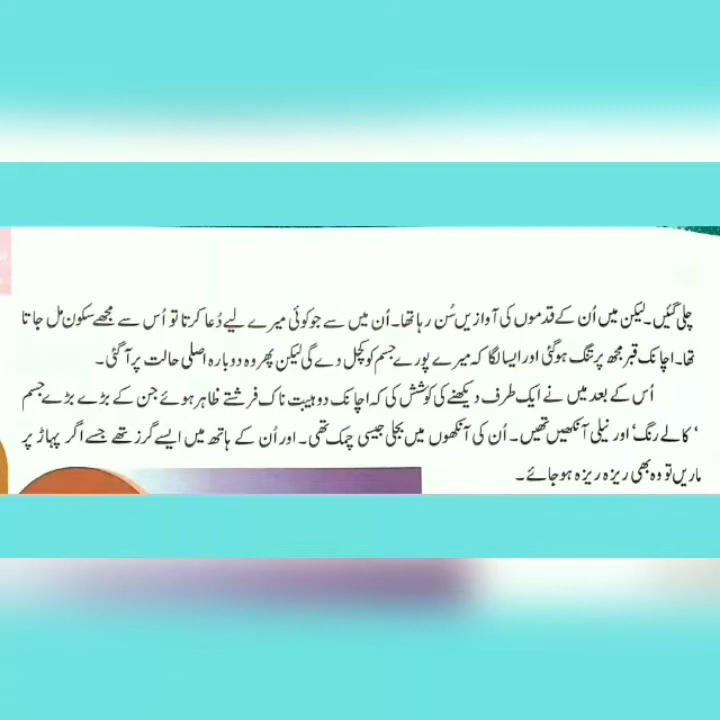 چلی گئیں۔ لیکن میں اُن کے قدموں کی آوازیں سُن رہا تھا۔ اُن میں سے جو کوئی میرے لیے دُعا کرتا تو اُس سے مجھے سکون مل جاتا
تھا۔ اچانک قبر مجھ پر تنگ ہو گئی اور ایسا لگا کہ میرے پورے جسم کو کچل دے گی لیکن پھر وہ دوبارہ اصلی حالت پر آ گئی۔
اُس کے بعد میں نے ایک طرف دیکھنے کی کوشش کی کہ اچانک دو ہیبت ناک فرشتے ظاہر ہوئے جن کے بڑے بڑے جسم
‘ کالے رنگ‘ اور نیلی آنکھیں تھیں۔ اُن کی آنکھوں میں بجلی جیسی چمک تھی۔ اور اُن کے ہاتھ میں ایسے گرز تھے جسے اگر پہاڑ پر
ماریں تو وہ بھی ریزہ ریزہ ہو جائے۔